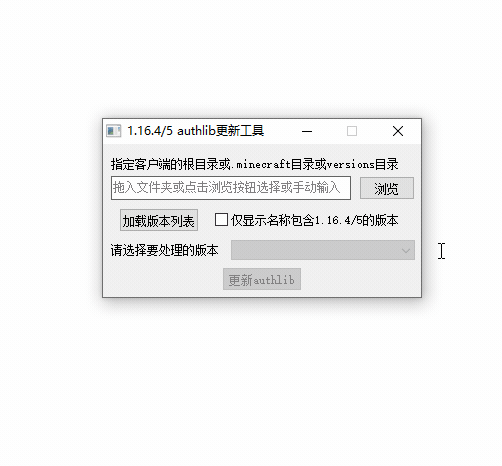 1.16.4/5 authlib更新工具
指定客户端的根目录或.minecraft目录或versions目录
拖入文件夹或点击浏览按钮选择或手动输入 浏览
加载版本列表 仅显示名称包含1.16.4/5的版本
请选择要处理的版本
更新authlib